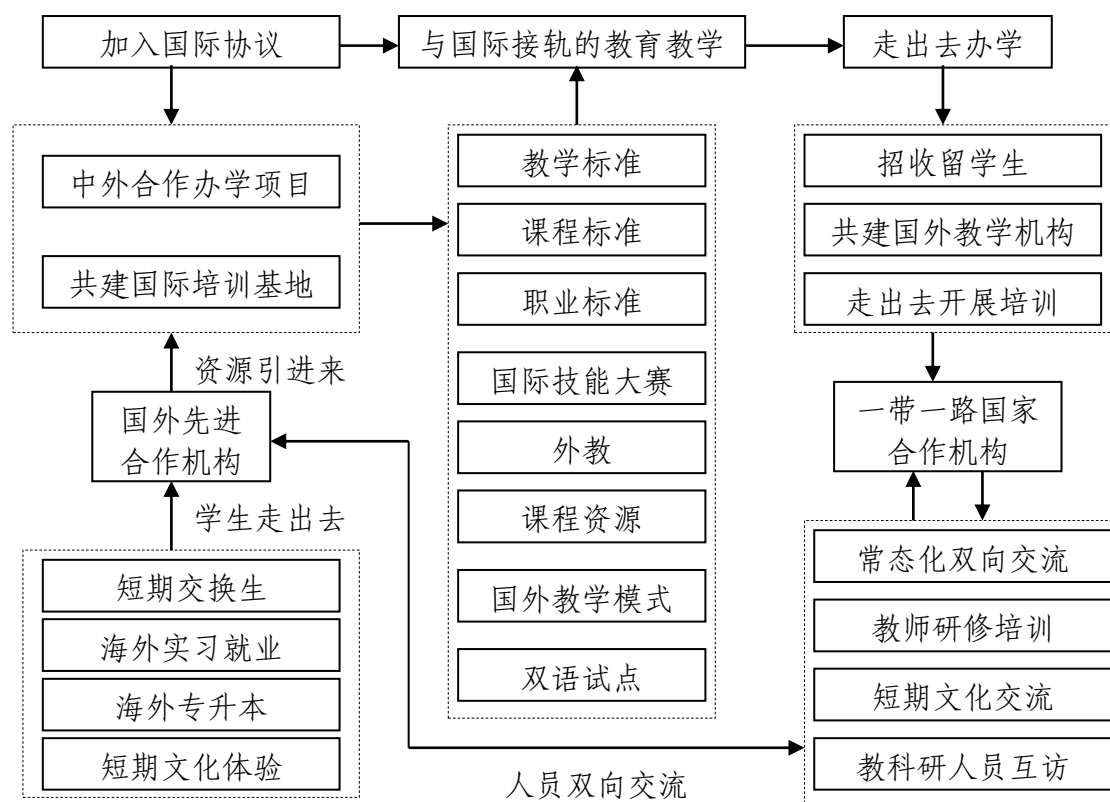 加入国际协议
与国际接轨的教育教学
走出去办学
中外合作办学项目
共建国际培训基地
资源引进来
国外先进
合作机构
学生走出去
短期交换生
海外实习就业
海外专升本
短期文化体验
教学标准
课程标准
职业标准
国际技能大赛
外教
课程资源
国外教学模式
双语试点
招收留学生
共建国外教学机构
走出去开展培训
一带一路国家
合作机构
常态化双向交流
教师研修培训
短期文化交流
教科研人员互访
人员双向交流